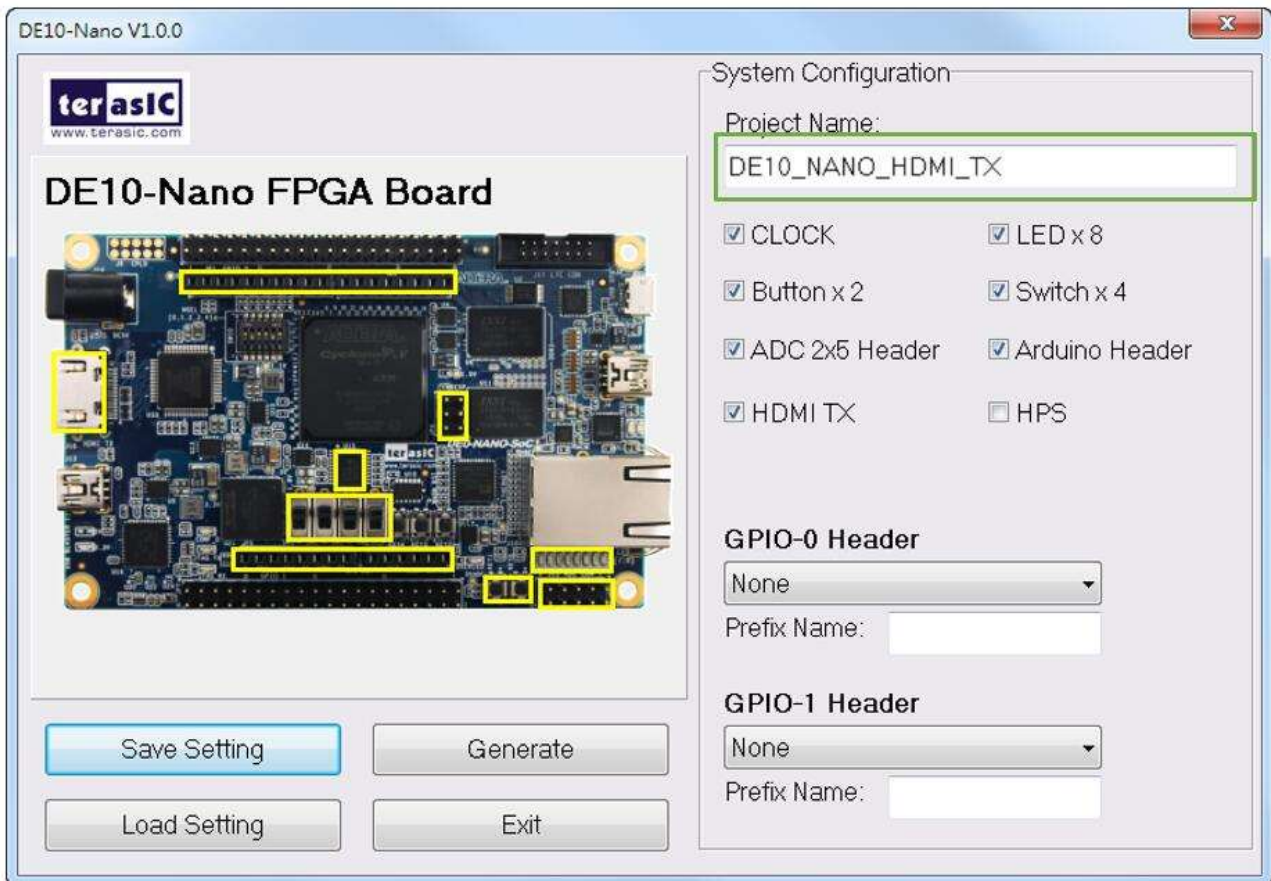 DE10-Nano V1.0.0
terasIC
www.terasic.com
DE10-Nano FPGA Board
System Configuration
Project Name:
DE10_NANO_HDMI_TX
CLOCK
LED x 8
Button x 2
Switch x 4
ADC 2x5 Header
Arduino Header
HDMI TX
HPS
GPIO-0 Header
None
Prefix Name:
GPIO-1 Header
None
Prefix Name:
Save Setting
Generate
Load Setting
Exit